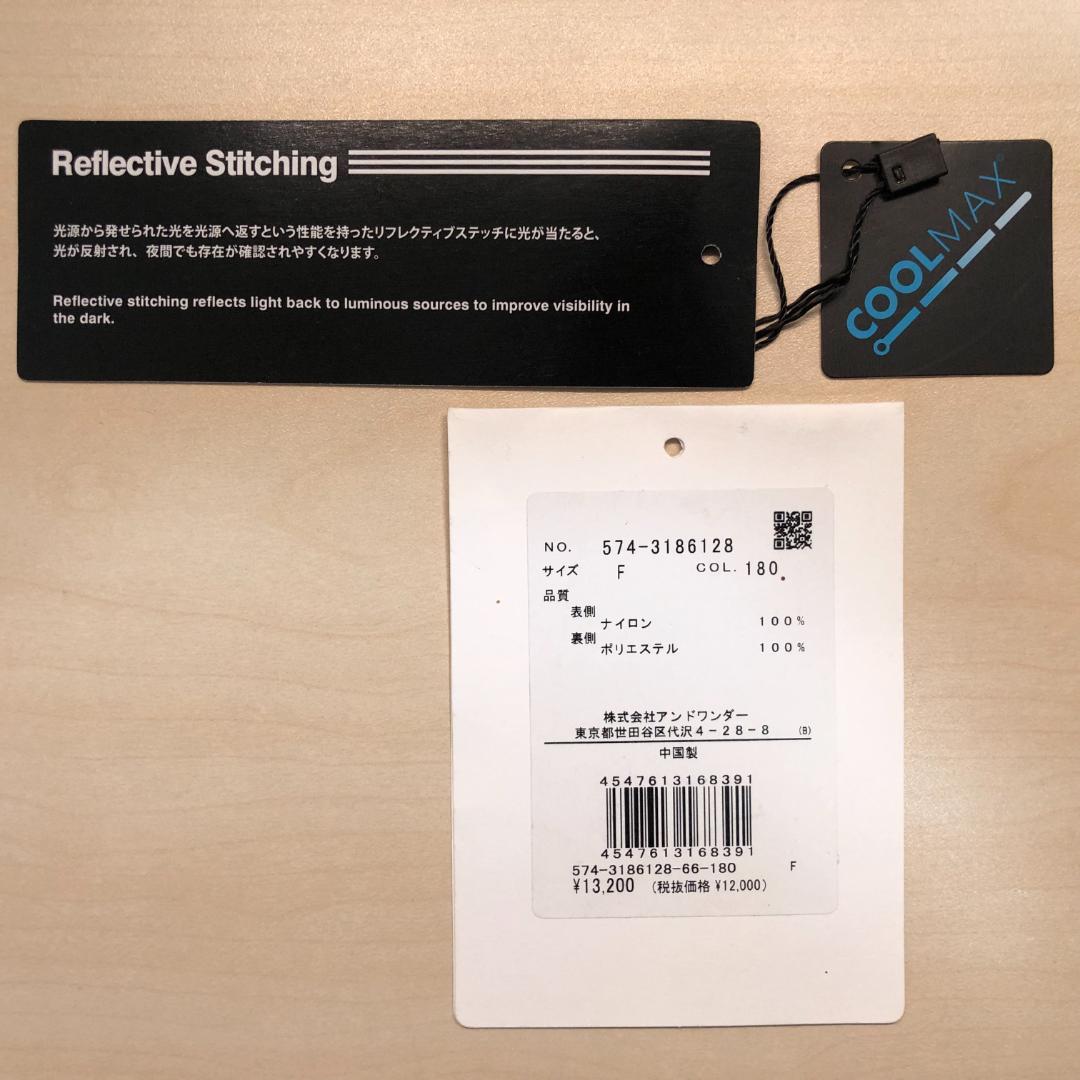 Reflective Stitching
光源から発せられた光を光源へ返すという性能を持ったリフレクティブステッチに光が当たると、
光が反射され、夜間でも存在が確認されやすくなります。
Reflective stitching reflects light back to luminous sources to improve visibility in
the dark.
COOLMAX®
NO. 574-3186128
サイズ F COL. 180
品質
表側
ナイロン 100%
裏側
ポリエステル 100%
株式会社アンドワンダー
東京都世田谷区代沢4-28-8 (B)
中国製
4547613168391
4547613168391
574-3186128-66-180 F
¥13,200 (税抜価格 ¥12,000)